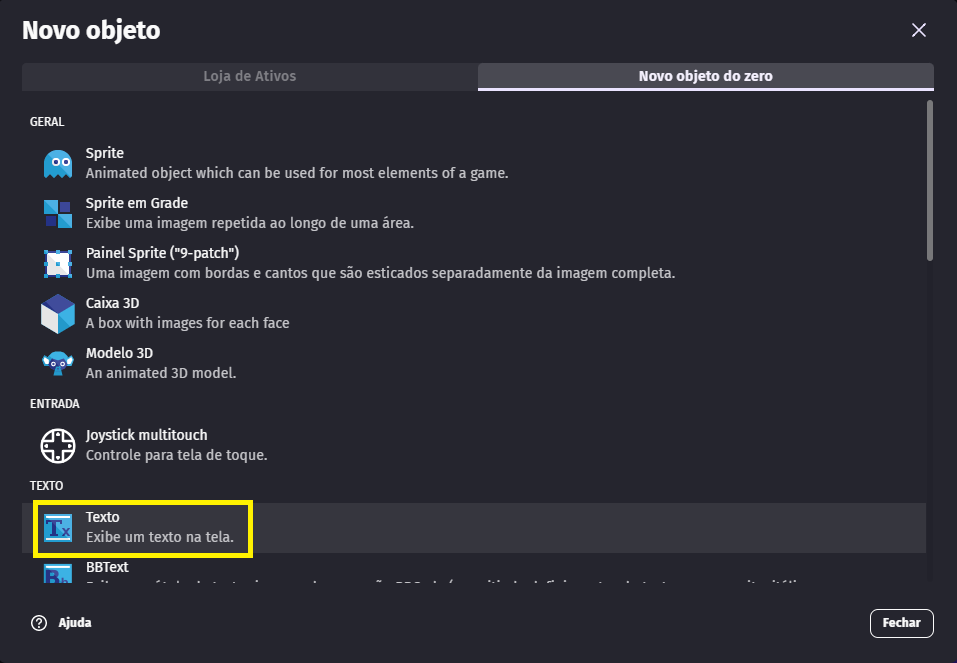 Novo objeto
Loja de Ativos
Novo objeto do zero
GERAL
Sprite
Animated object which can be used for most elements of a game.
Sprite em Grade
Exibe uma imagem repetida ao longo de uma área.
Painel Sprite ("9-patch")
Uma imagem com bordas e cantos que são esticados separadamente da imagem completa.
Caixa 3D
A box with images for each face
Modelo 3D
An animated 3D model.
ENTRADA
Joystick multitouch
Controle para tela de toque.
TEXTO
Tx
Texto
Exibe um texto na tela.
Bb
BBText
Ajuda
Fechar